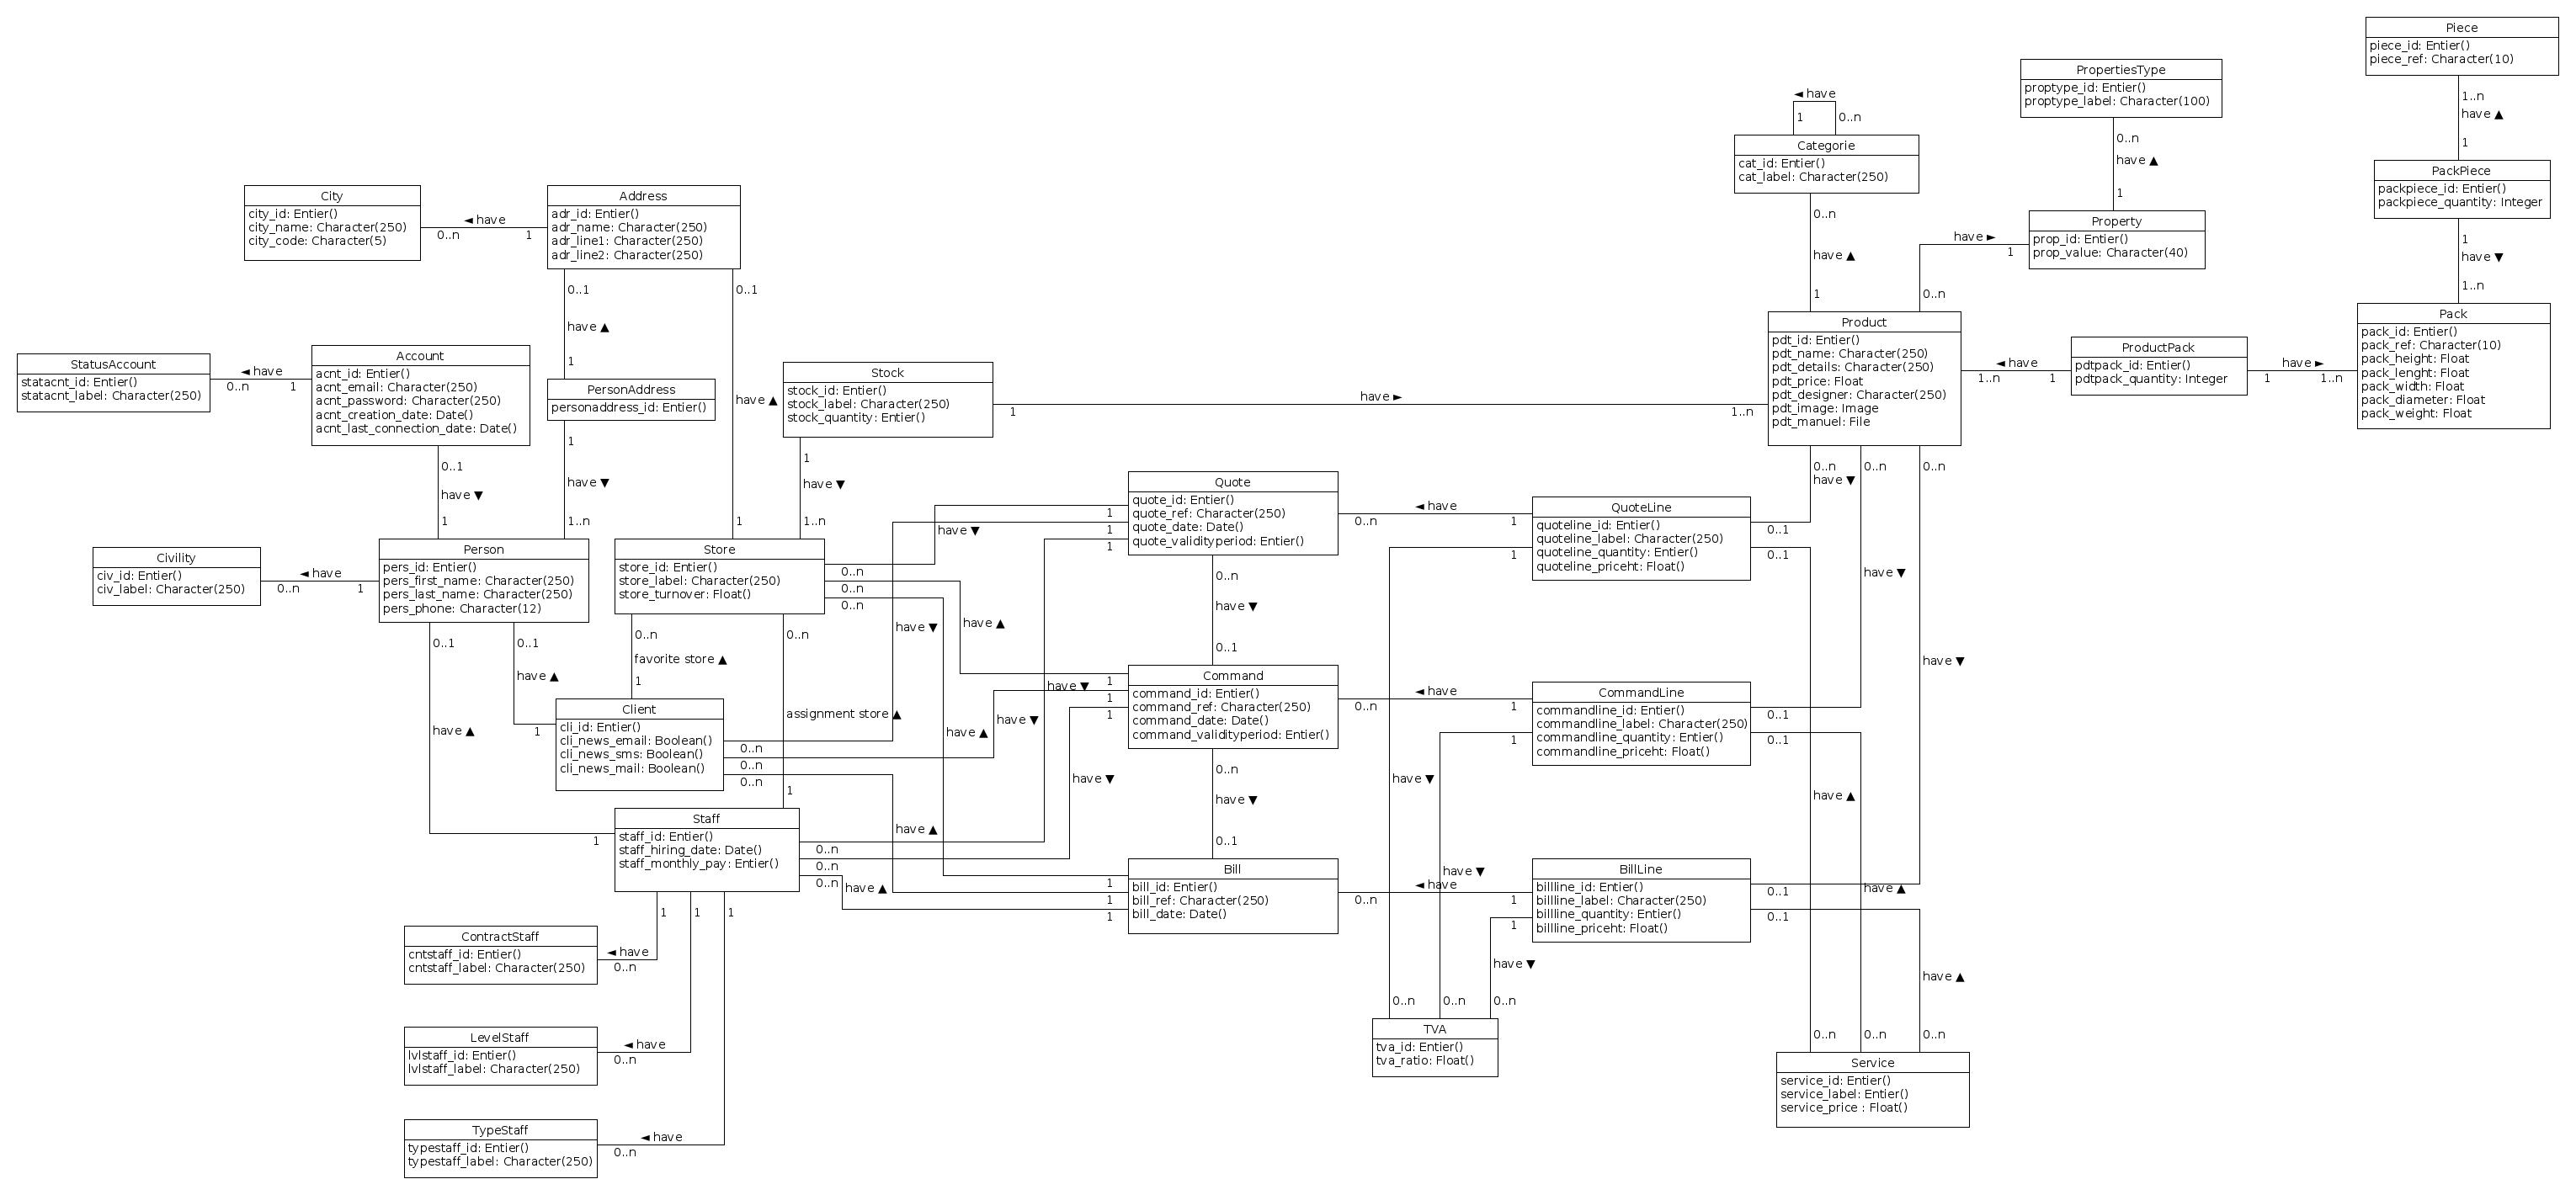 Piece
piece_id: Entier()
piece_ref: Character(10)
1..n
have ▲
1
PropertiesType
proptype_id: Entier()
proptype_label: Character(100)
0..n
have ▲
1
◄ have
1
0..n
Categorie
cat_id: Entier()
cat_label: Character(250)
0..n
have ▲
1
PackPiece
packpiece_id: Entier()
packpiece_quantity: Integer
1
have ▼
1..n
City
city_id: Entier()
city_name: Character(250)
city_code: Character(5)
◄ have
0..n
1
Address
adr_id: Entier()
adr_name: Character(250)
adr_line1: Character(250)
adr_line2: Character(250)
0..1
have ▲
1
0..1
have ▲
1
Property
prop_id: Entier()
prop_value: Character(40)
have ►
1
0..n
Product
pdt_id: Entier()
pdt_name: Character(250)
pdt_details: Character(250)
pdt_price: Float
pdt_designer: Character(250)
pdt_image: Image
pdt_manuel: File
◄ have
1..n
1
ProductPack
pdtpack_id: Entier()
pdtpack_quantity: Integer
have ►
1
1..n
Pack
pack_id: Entier()
pack_ref: Character(10)
pack_height: Float
pack_lenght: Float
pack_width: Float
pack_diameter: Float
pack_weight: Float
StatusAccount
statacnt_id: Entier()
statacnt_label: Character(250)
◄ have
0..n
1
Account
acnt_id: Entier()
acnt_email: Character(250)
acnt_password: Character(250)
acnt_creation_date: Date()
acnt_last_connection_date: Date()
0..1
have ▼
1
PersonAddress
personaddress_id: Entier()
1
have ▼
1..n
Stock
stock_id: Entier()
stock_label: Character(250)
stock_quantity: Entier()
1
have ►
1..n
1
have ▼
1..n
Civility
civ_id: Entier()
civ_label: Character(250)
◄ have
0..n
1
Person
pers_id: Entier()
pers_first_name: Character(250)
pers_last_name: Character(250)
pers_phone: Character(12)
0..1
have ▲
1
0..1
have ▲
1
Store
store_id: Entier()
store_label: Character(250)
store_turnover: Float()
0..n
0..n
0..n
0..n
favorite store ▲
1
0..n
assignment store ▲
1
have ▼
have ▼
have ▲
have ▼
have ▼
have ▲
have ▼
have ▲
have ▲
Quote
quote_id: Entier()
quote_ref: Character(250)
quote_date: Date()
quote_validityperiod: Entier()
1
1
1
0..n
have ▼
0..1
◄ have
0..n
1
QuoteLine
quoteline_id: Entier()
quoteline_label: Character(250)
quoteline_quantity: Entier()
quoteline_priceht: Float()
1
0..1
0..1
0..n
have ▼
0..n
have ▼
0..n
have ▼
Client
cli_id: Entier()
cli_news_email: Boolean()
cli_news_sms: Boolean()
cli_news_mail: Boolean()
0..n
0..n
0..n
Command
command_id: Entier()
command_ref: Character(250)
command_date: Date()
command_validityperiod: Entier()
1
1
1
0..n
have ▼
0..1
◄ have
0..n
1
CommandLine
commandline_id: Entier()
commandline_label: Character(250)
commandline_quantity: Entier()
commandline_priceht: Float()
1
0..1
0..1
have ▼
have ▲
Staff
staff_id: Entier()
staff_hiring_date: Date()
staff_monthly_pay: Entier()
0..n
0..n
0..n
1
1
1
Bill
bill_id: Entier()
bill_ref: Character(250)
bill_date: Date()
1
1
1
have ▼
◄ have
0..n
1
BillLine
billline_id: Entier()
billline_label: Character(250)
billline_quantity: Entier()
billline_priceht: Float()
1
0..1
0..1
have ▲
have ▼
have ▲
ContractStaff
cntstaff_id: Entier()
cntstaff_label: Character(250)
◄ have
0..n
LevelStaff
lvlstaff_id: Entier()
lvlstaff_label: Character(250)
◄ have
0..n
TypeStaff
typestaff_id: Entier()
typestaff_label: Character(250)
◄ have
0..n
0..n
0..n
0..n
TVA
tva_id: Entier()
tva_ratio: Float()
0..n
0..n
0..n
Service
service_id: Entier()
service_label: Entier()
service_price : Float()